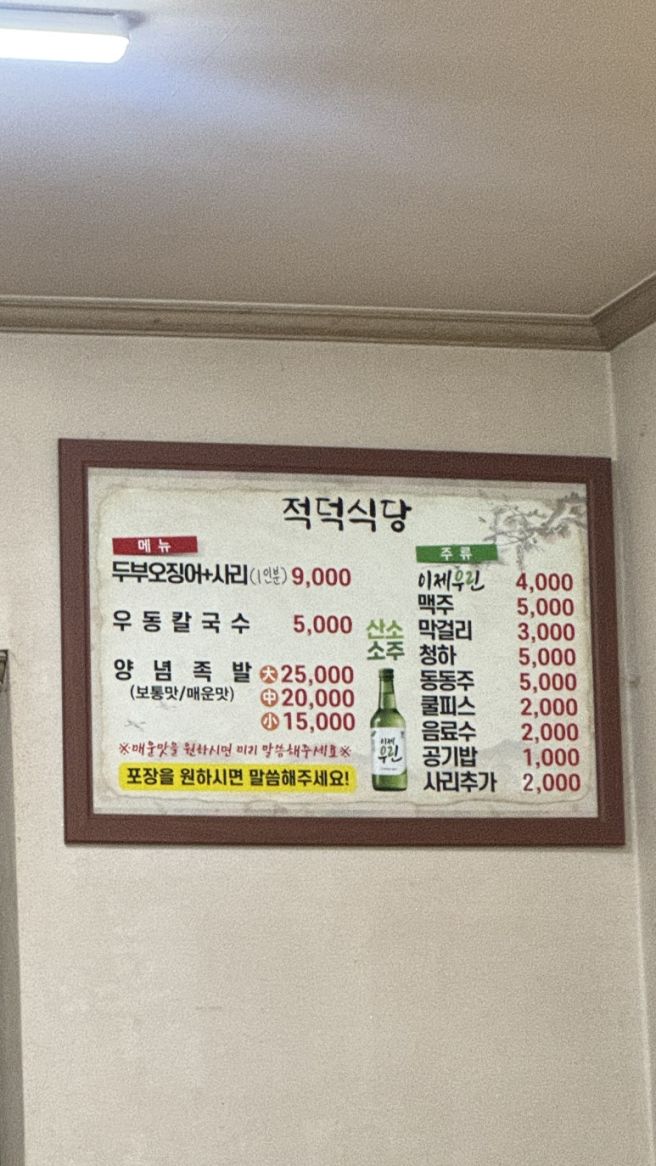 적덕식당
메뉴
두부오징어+사리(1인분) 9,000
우동칼국수 5,000
양념족발 大 25,000
(보통맛/매운맛) 中 20,000
小 15,000
※매운맛을 원하시면 미리 말씀해주세요※
포장을 원하시면 말씀해주세요!
산소
소주
이제
우린
주류
이제우린 4,000
맥주 5,000
막걸리 3,000
청하 5,000
동동주 5,000
쿨피스 2,000
음료수 2,000
공기밥 1,000
사리추가 2,000